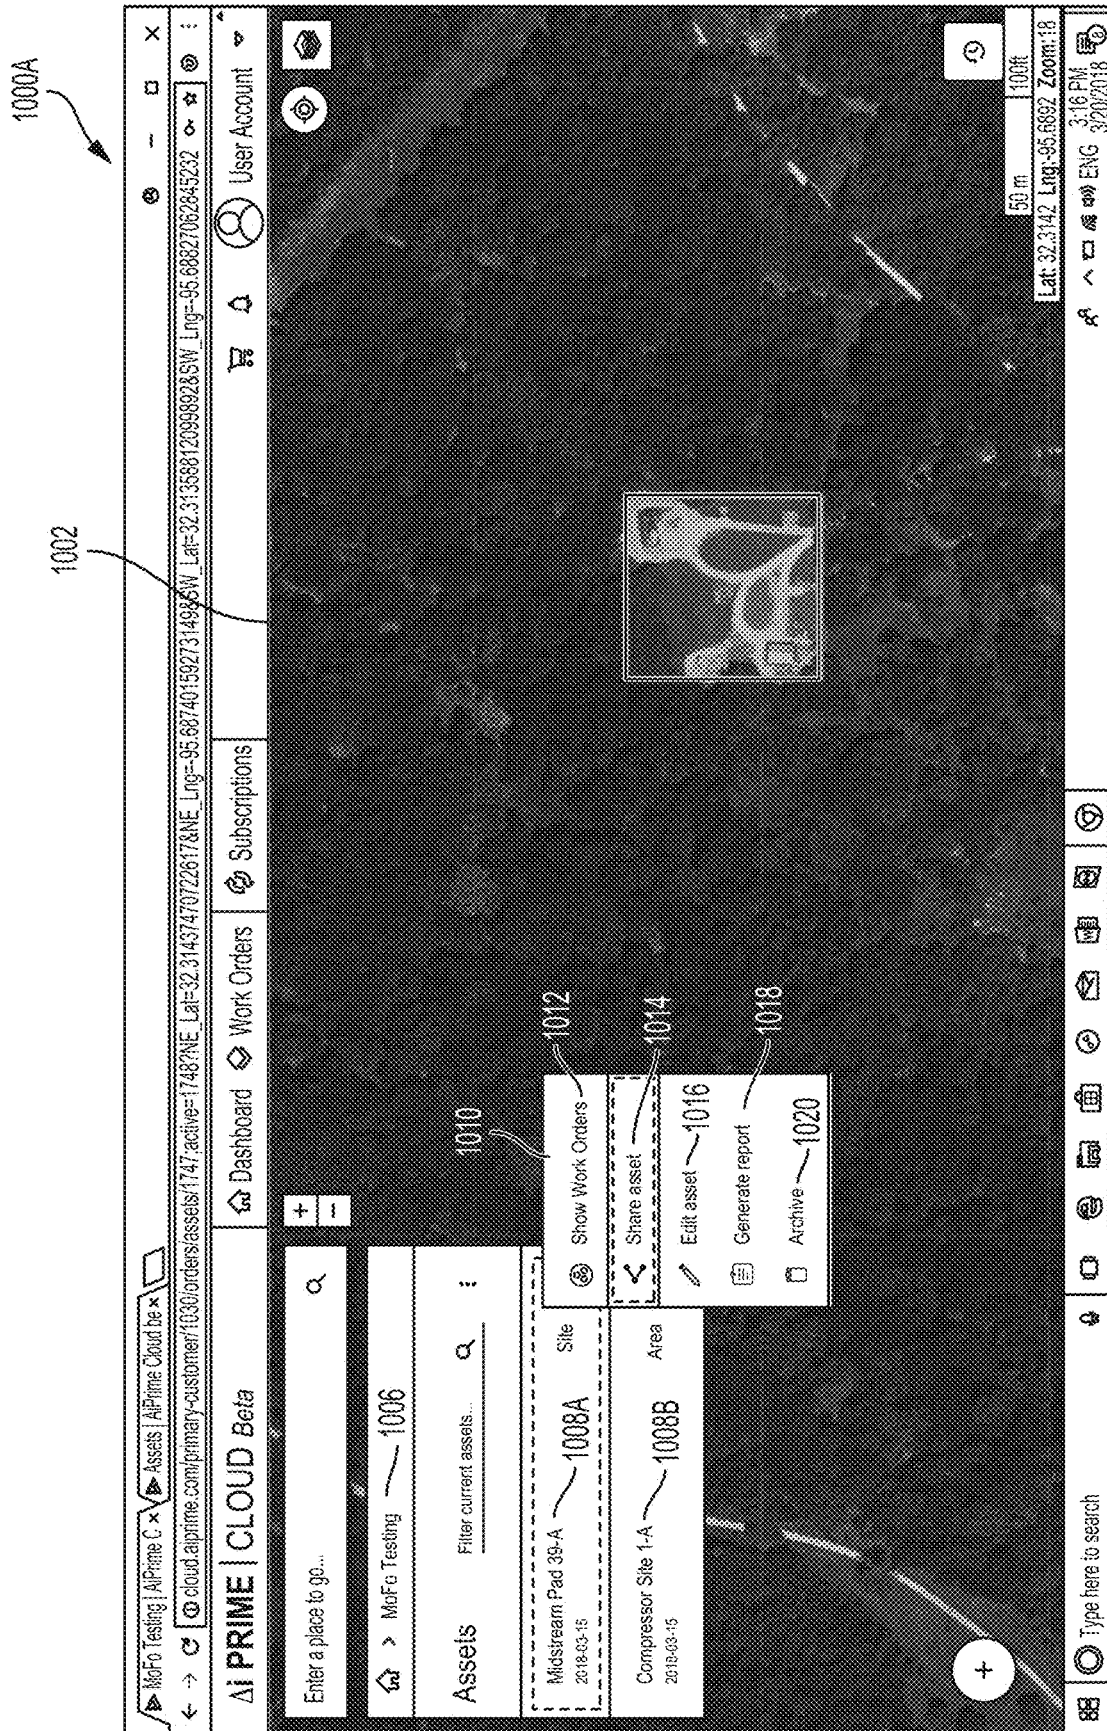 1000A
1002
MoFo Testing | AiPrime C ×
Assets | AiPrime Cloud be ×
cloud.aiprime.com/primary-customer/1030/orders/assets/1747;active=1748?NE_Lat=32.31437470722617&NE_Lng=-95.68740159273149&SW_Lat=32.31358812099892&SW_Lng=-95.68827062845232
Ai PRIME | CLOUD Beta
Dashboard
Work Orders
Subscriptions
User Account
Enter a place to go...
+
−
> MoFo Testing
1006
Assets
Filter current assets...
Midstream Pad 39-A
1008A
Site
2018-03-15
Compressor Site 1-A
1008B
Area
2018-03-15
1010
Show Work Orders
1012
Share asset
1014
Edit asset
1016
Generate report
1018
Archive
1020
+
50 m
100ft
Lat: 32.3142 Lng:-95.6892 Zoom:18
Type here to search
ENG
3:16 PM
3/20/2018